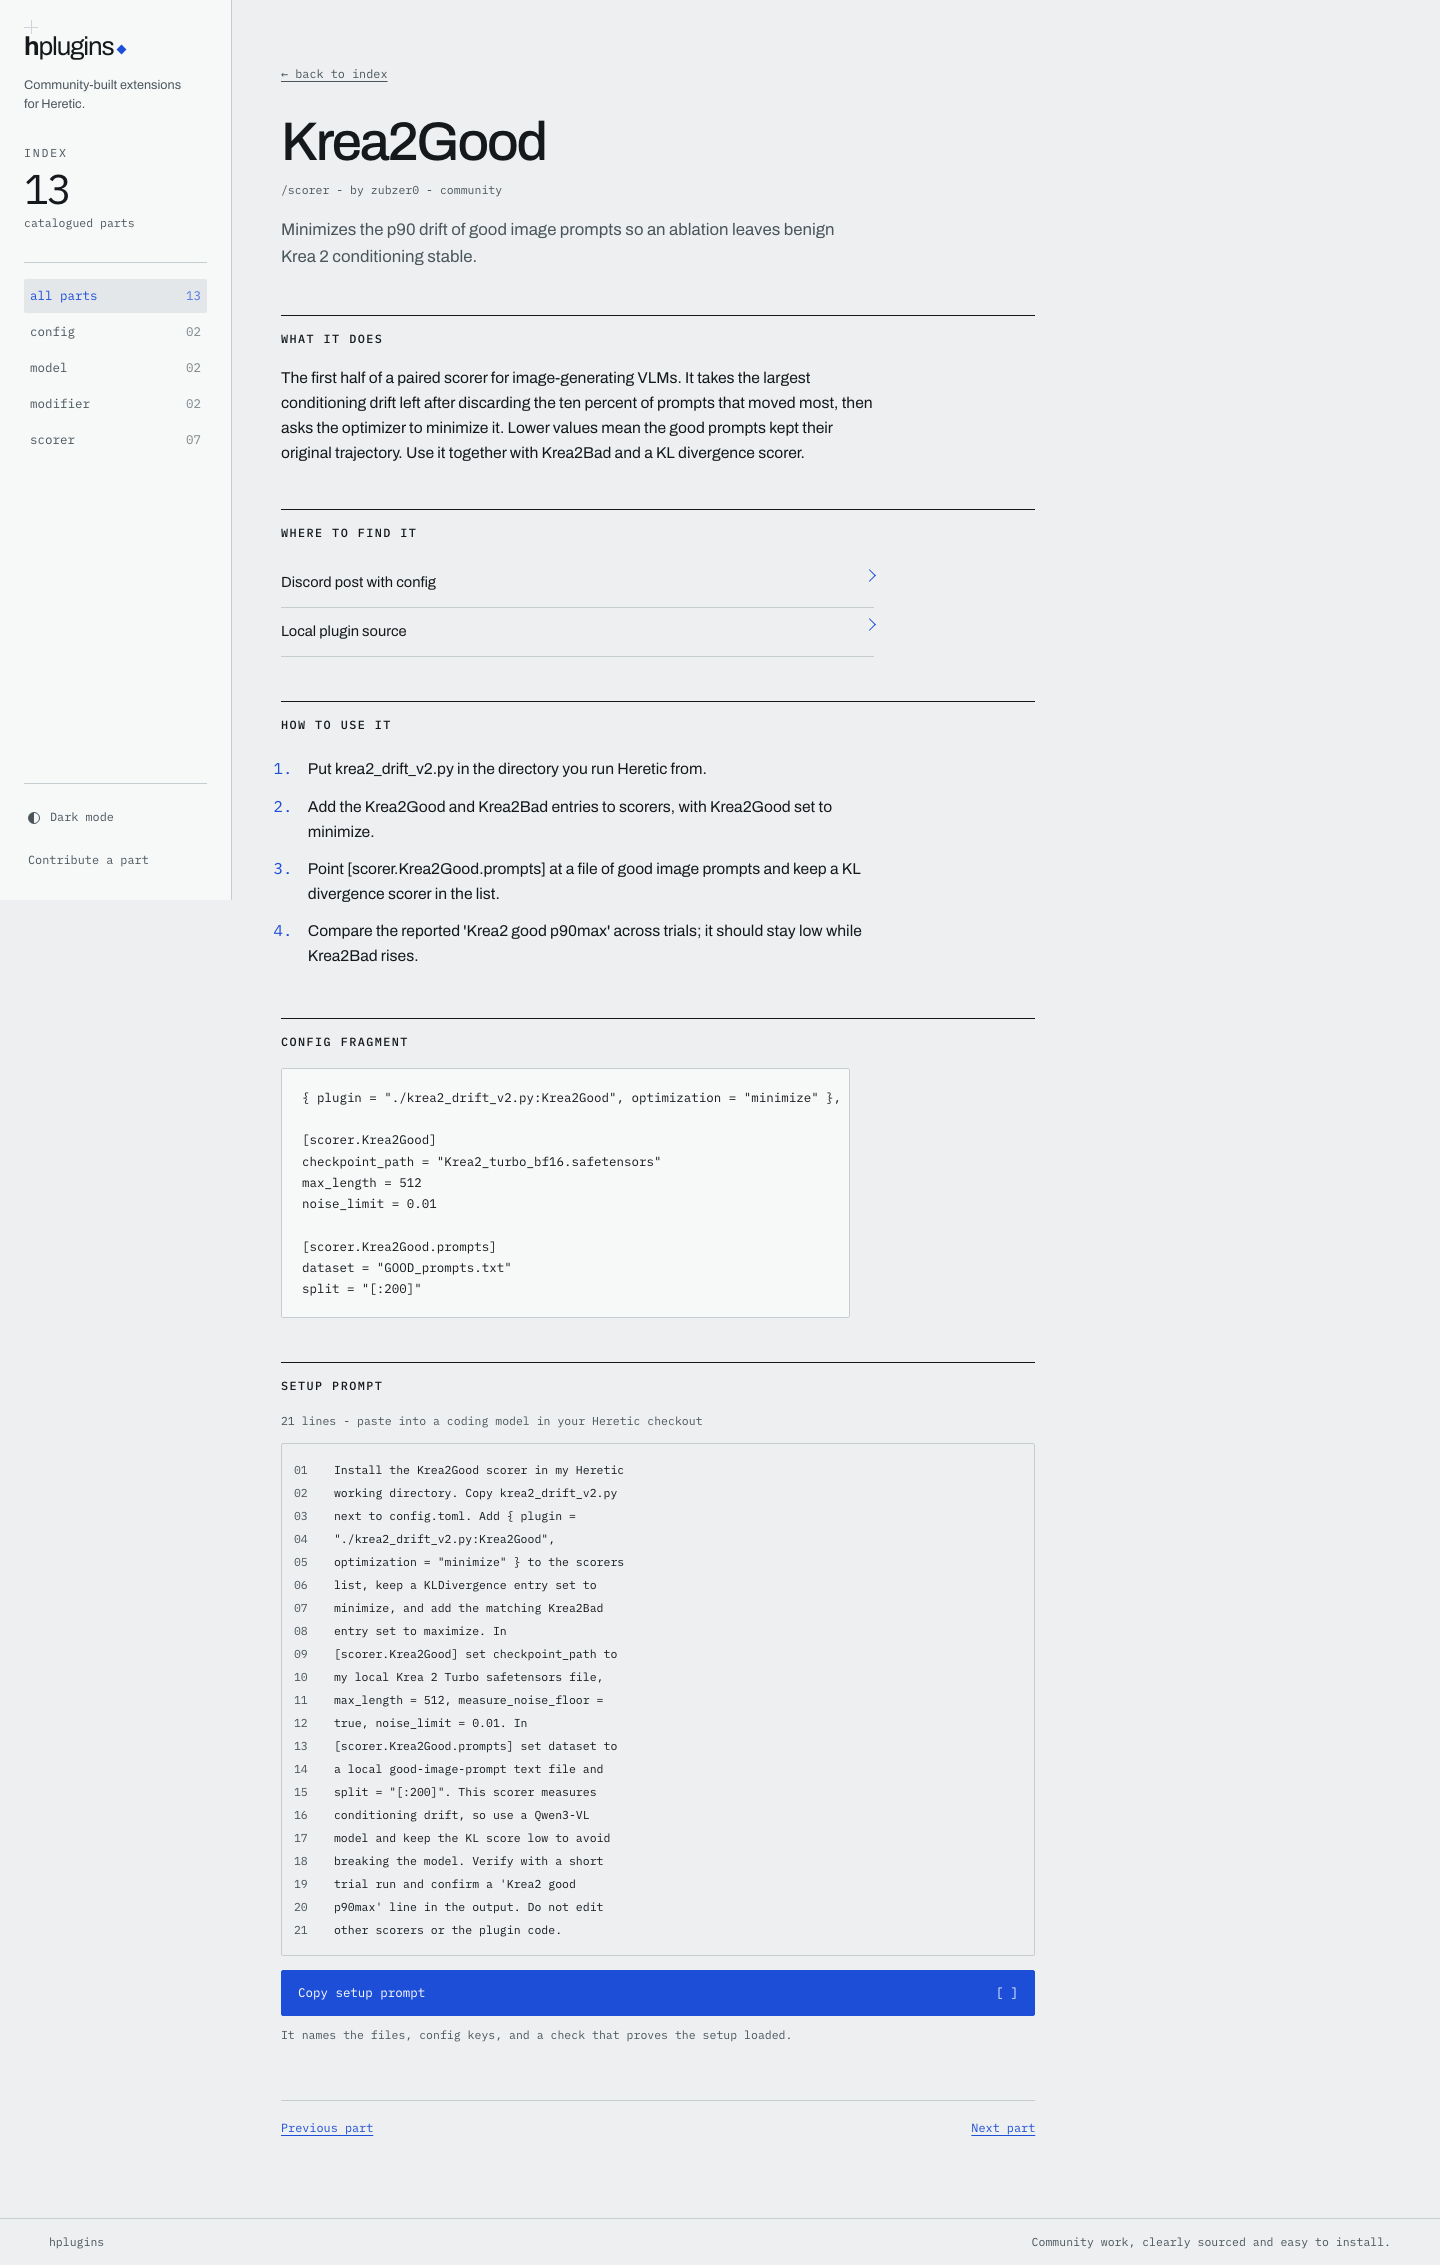 hplugins
Community-built extensions
for Heretic.
INDEX
13
catalogued parts
all parts 13
config 02
model 02
modifier 02
scorer 07
Dark mode
Contribute a part
← back to index
Krea2Good
/scorer - by zubzer0 - community
Minimizes the p90 drift of good image prompts so an ablation leaves benign
Krea 2 conditioning stable.
WHAT IT DOES
The first half of a paired scorer for image-generating VLMs. It takes the largest
conditioning drift left after discarding the ten percent of prompts that moved most, then
asks the optimizer to minimize it. Lower values mean the good prompts kept their
original trajectory. Use it together with Krea2Bad and a KL divergence scorer.
WHERE TO FIND IT
Discord post with config
Local plugin source
HOW TO USE IT
1. Put krea2_drift_v2.py in the directory you run Heretic from.
2. Add the Krea2Good and Krea2Bad entries to scorers, with Krea2Good set to
minimize.
3. Point [scorer.Krea2Good.prompts] at a file of good image prompts and keep a KL
divergence scorer in the list.
4. Compare the reported 'Krea2 good p90max' across trials; it should stay low while
Krea2Bad rises.
CONFIG FRAGMENT
{ plugin = "./krea2_drift_v2.py:Krea2Good", optimization = "minimize" },
[scorer.Krea2Good]
checkpoint_path = "Krea2_turbo_bf16.safetensors"
max_length = 512
noise_limit = 0.01
[scorer.Krea2Good.prompts]
dataset = "GOOD_prompts.txt"
split = "[:200]"
SETUP PROMPT
21 lines - paste into a coding model in your Heretic checkout
01 Install the Krea2Good scorer in my Heretic
02 working directory. Copy krea2_drift_v2.py
03 next to config.toml. Add { plugin =
04 "./krea2_drift_v2.py:Krea2Good",
05 optimization = "minimize" } to the scorers
06 list, keep a KLDivergence entry set to
07 minimize, and add the matching Krea2Bad
08 entry set to maximize. In
09 [scorer.Krea2Good] set checkpoint_path to
10 my local Krea 2 Turbo safetensors file,
11 max_length = 512, measure_noise_floor =
12 true, noise_limit = 0.01. In
13 [scorer.Krea2Good.prompts] set dataset to
14 a local good-image-prompt text file and
15 split = "[:200]". This scorer measures
16 conditioning drift, so use a Qwen3-VL
17 model and keep the KL score low to avoid
18 breaking the model. Verify with a short
19 trial run and confirm a 'Krea2 good
20 p90max' line in the output. Do not edit
21 other scorers or the plugin code.
Copy setup prompt [ ]
It names the files, config keys, and a check that proves the setup loaded.
Previous part Next part
hplugins Community work, clearly sourced and easy to install.